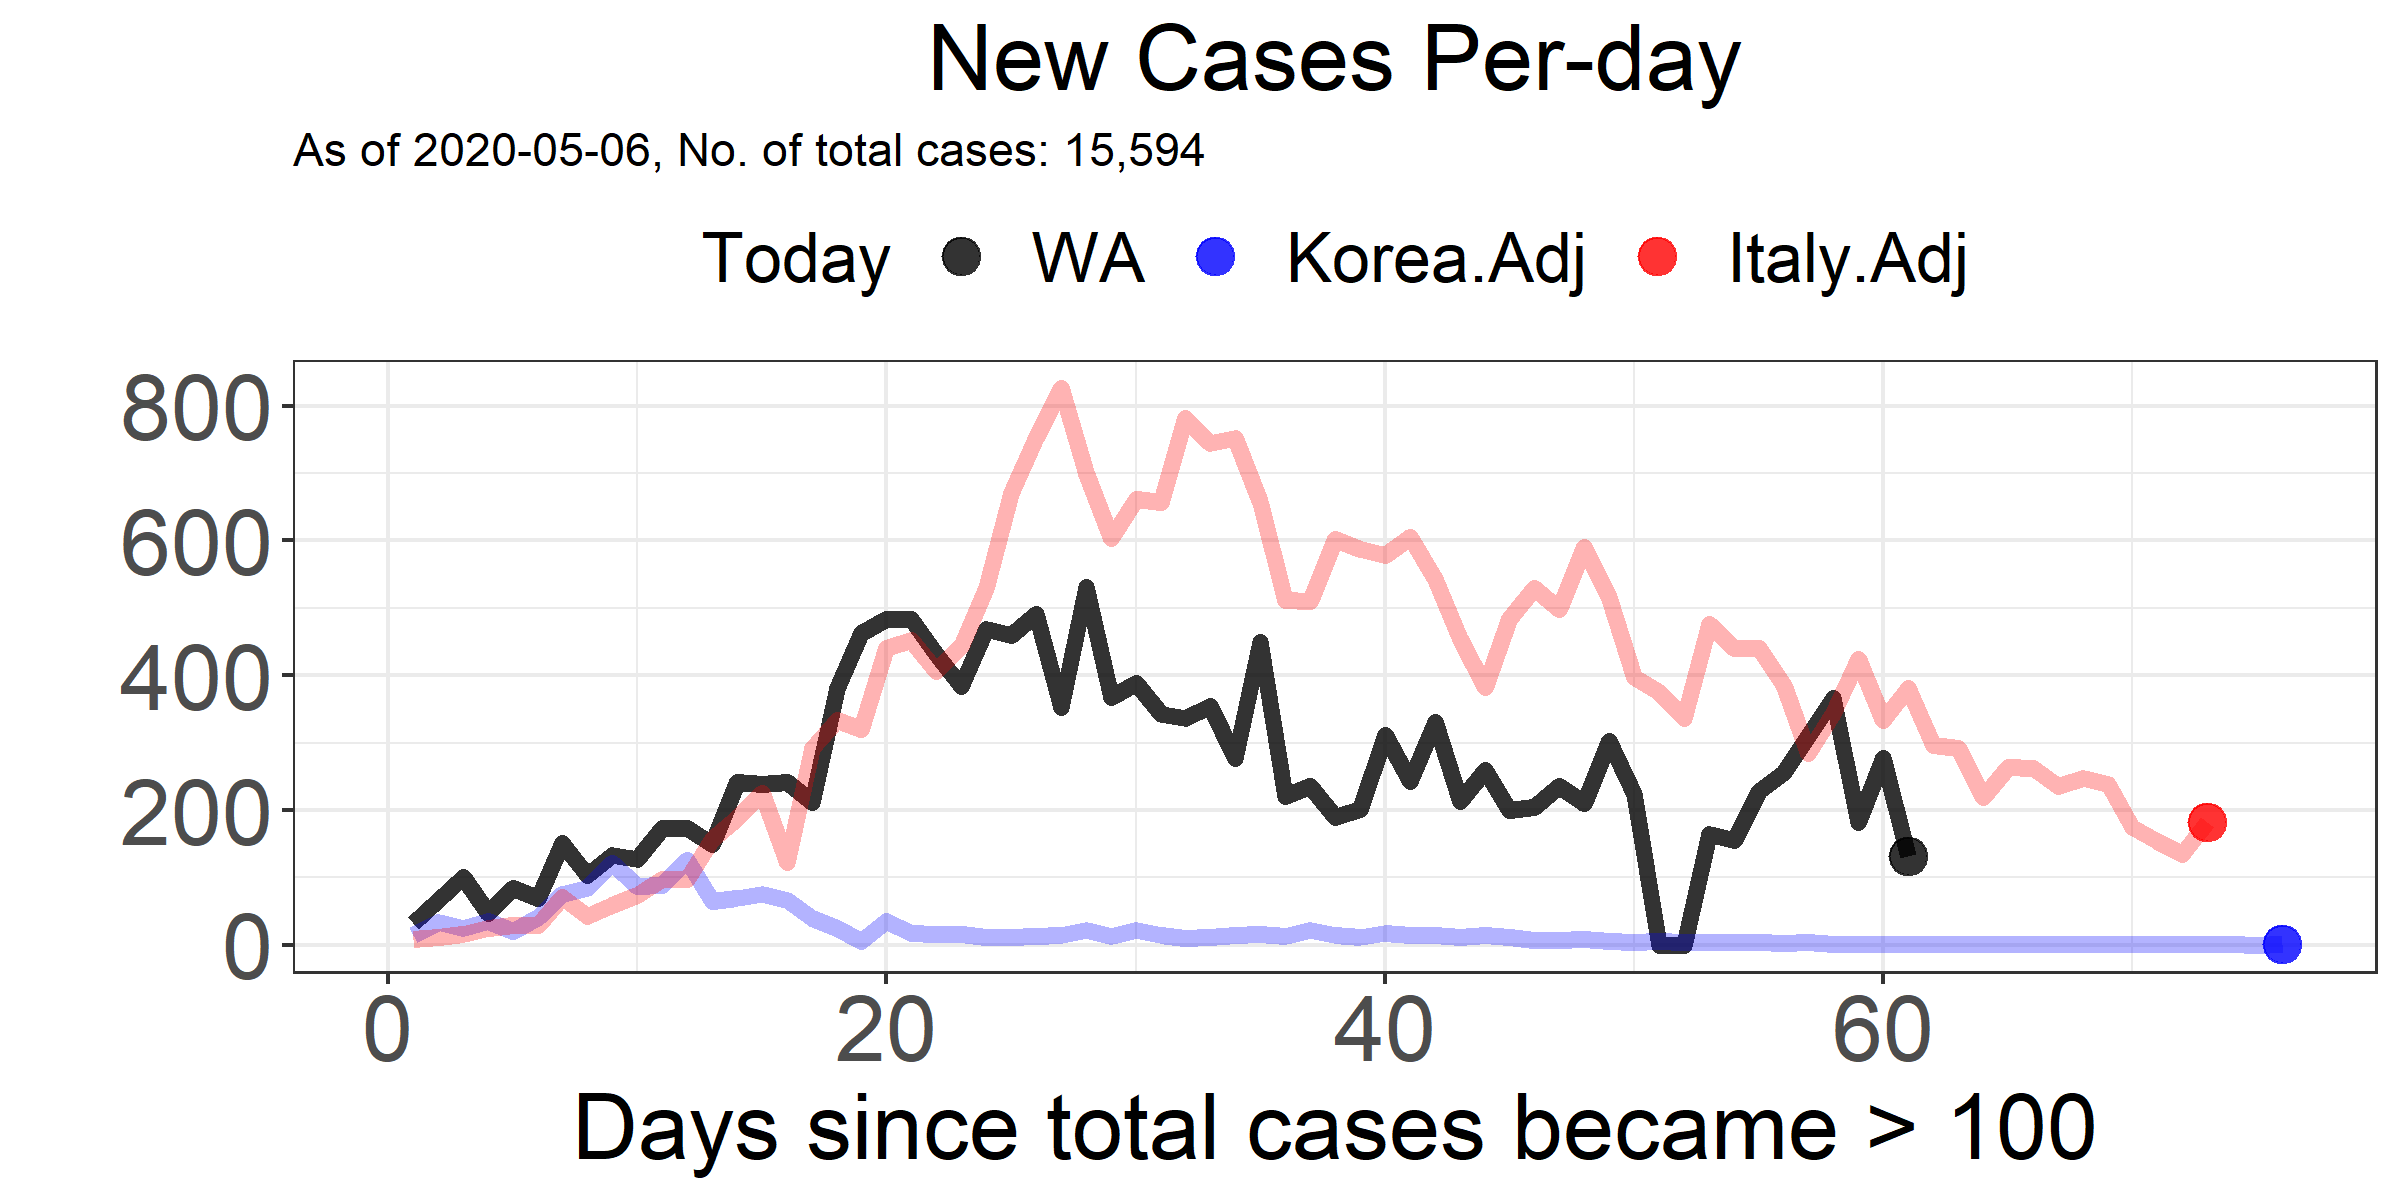 New Cases Per-day
As of 2020-05-06, No. of total cases: 15,594
Today WA Korea.Adj Italy.Adj
800
600
400
200
0
0 20 40 60
Days since total cases became > 100